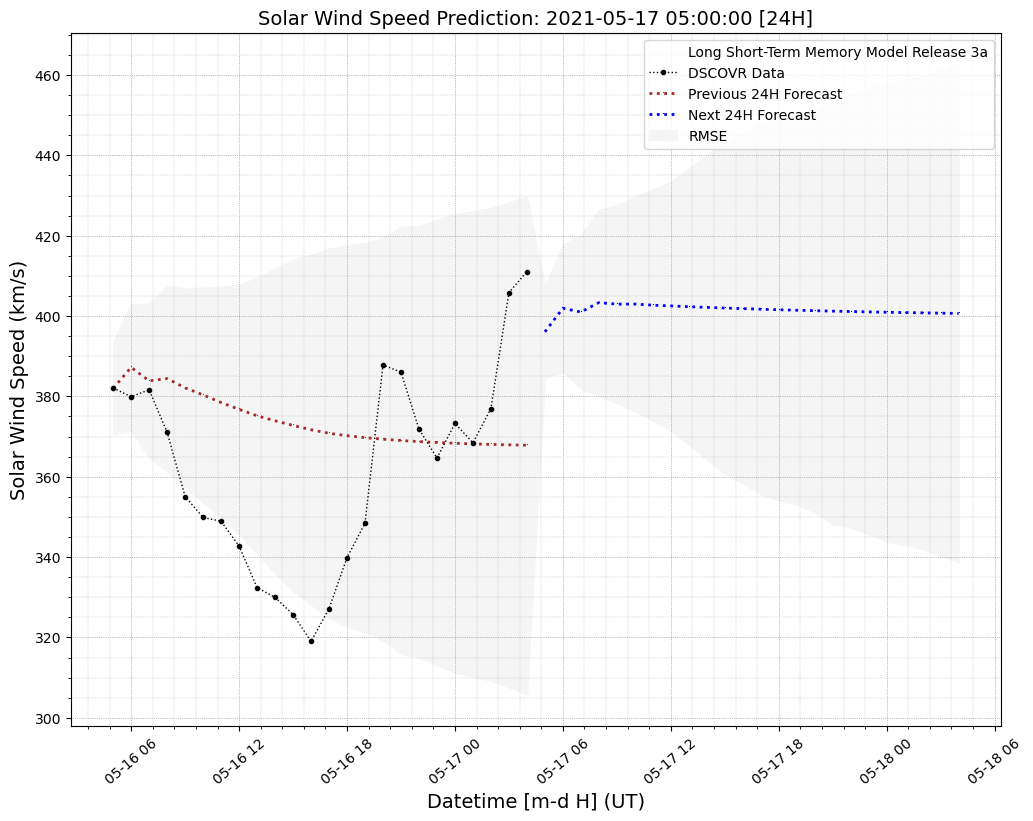 Solar Wind Speed Prediction: 2021-05-17 05:00:00 [24H]
Long Short-Term Memory Model Release 3a
DSCOVR Data
Previous 24H Forecast
Next 24H Forecast
RMSE
Solar Wind Speed (km/s)
460
440
420
400
380
360
340
320
300
05-16 06
05-16 12
05-16 18
05-17 00
05-17 06
05-17 12
05-17 18
05-18 00
05-18 06
Datetime [m-d H] (UT)